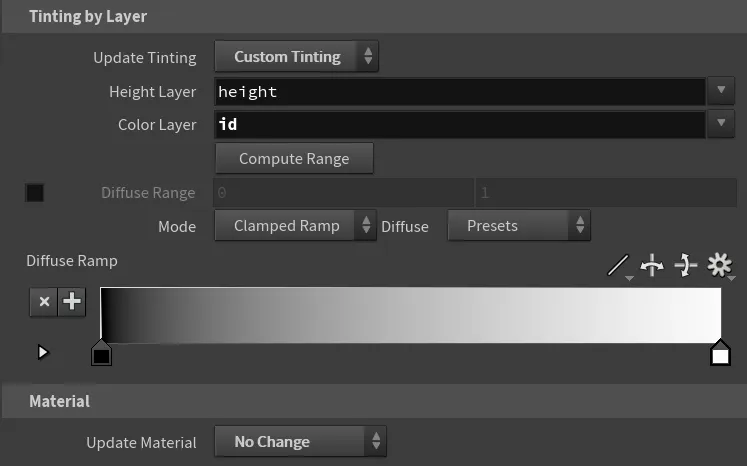 Tinting by Layer
Update Tinting Custom Tinting
Height Layer height
Color Layer id
Compute Range
Diffuse Range 0 1
Mode Clamped Ramp Diffuse Presets
Diffuse Ramp
Material
Update Material No Change